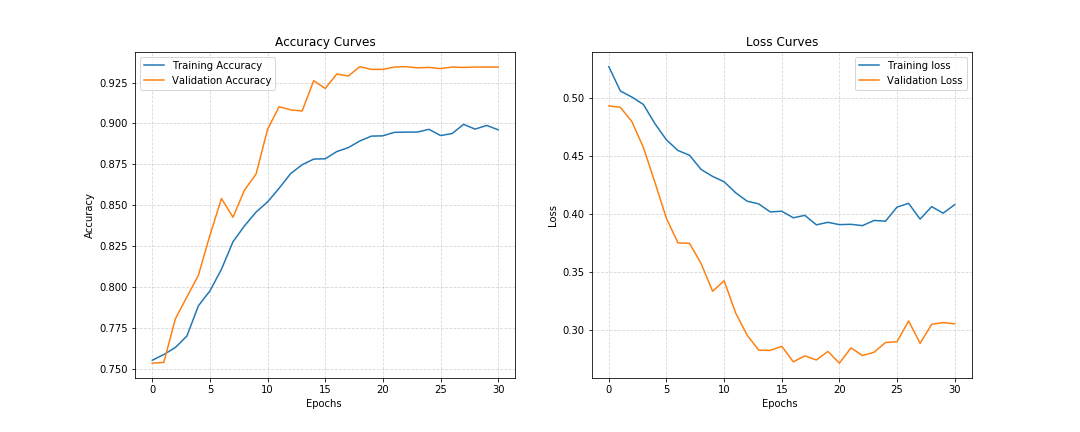 Accuracy Curves
Training Accuracy
Validation Accuracy
Accuracy
0.925
0.900
0.875
0.850
0.825
0.800
0.775
0.750
0 5 10 15 20 25 30
Epochs
Loss Curves
Training loss
Validation Loss
Loss
0.50
0.45
0.40
0.35
0.30
0 5 10 15 20 25 30
Epochs